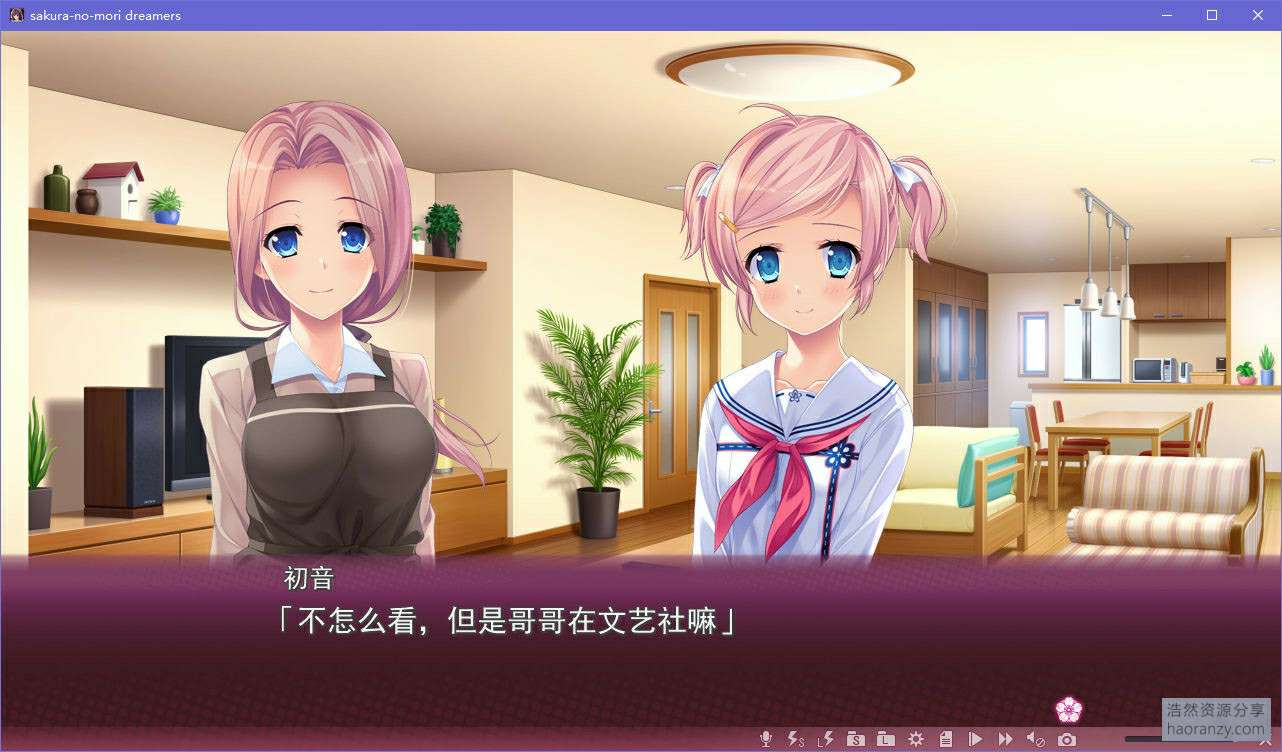 sakura-no-mori dreamers
初音
「不怎么看，但是哥哥在文艺社嘛」
浩然资源分享
haoranzy.com